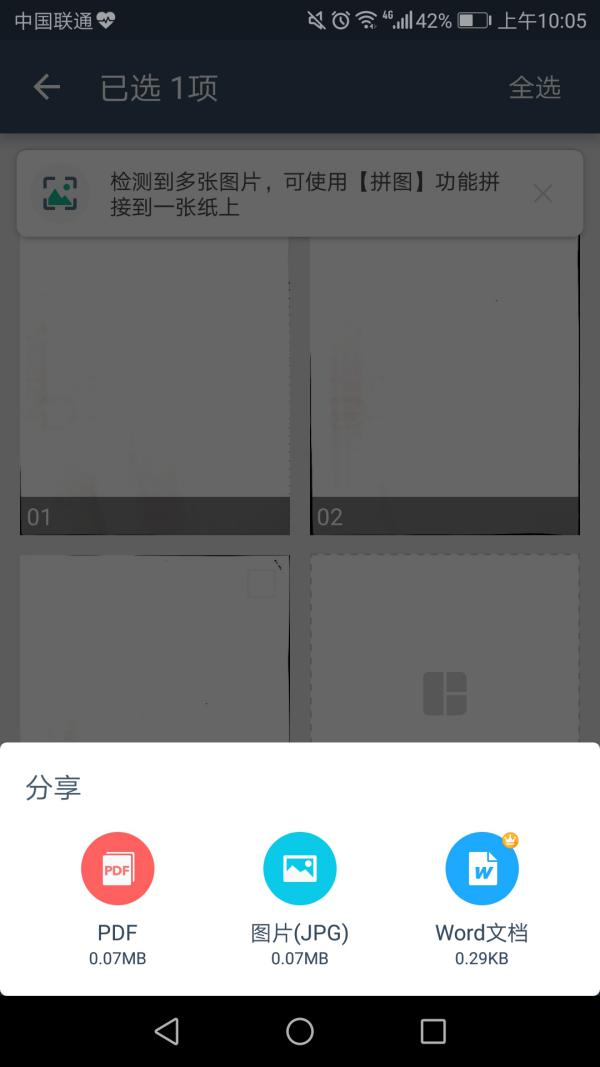 中国联通
4G 42% 上午10:05
已选 1项
全选
检测到多张图片，可使用【拼图】功能拼
接到一张纸上
01
02
分享
PDF
W
PDF
图片(JPG)
Word文档
0.07MB
0.07MB
0.29KB